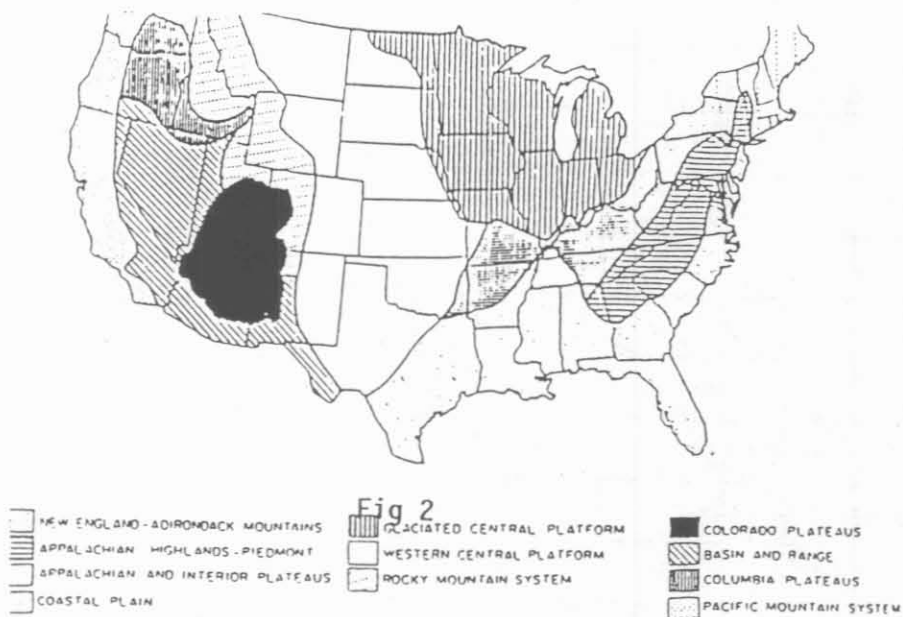 Fig 2
NEW ENGLAND-ADIRONDACK MOUNTAINS
APPALACHIAN HIGHLANDS-PIEDMONT
APPALACHIAN AND INTERIOR PLATEAUS
COASTAL PLAIN
GLACIATED CENTRAL PLATFORM
WESTERN CENTRAL PLATFORM
ROCKY MOUNTAIN SYSTEM
COLORADO PLATEAUS
BASIN AND RANGE
COLUMBIA PLATEAUS
PACIFIC MOUNTAIN SYSTEM